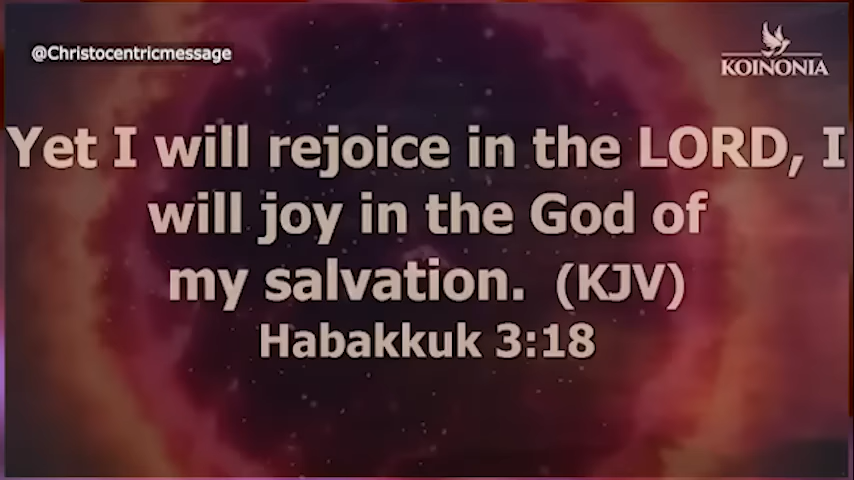 @Christocentricmessage
KOINONIA
Yet I will rejoice in the LORD, I
will joy in the God of
my salvation. (KJV)
Habakkuk 3:18